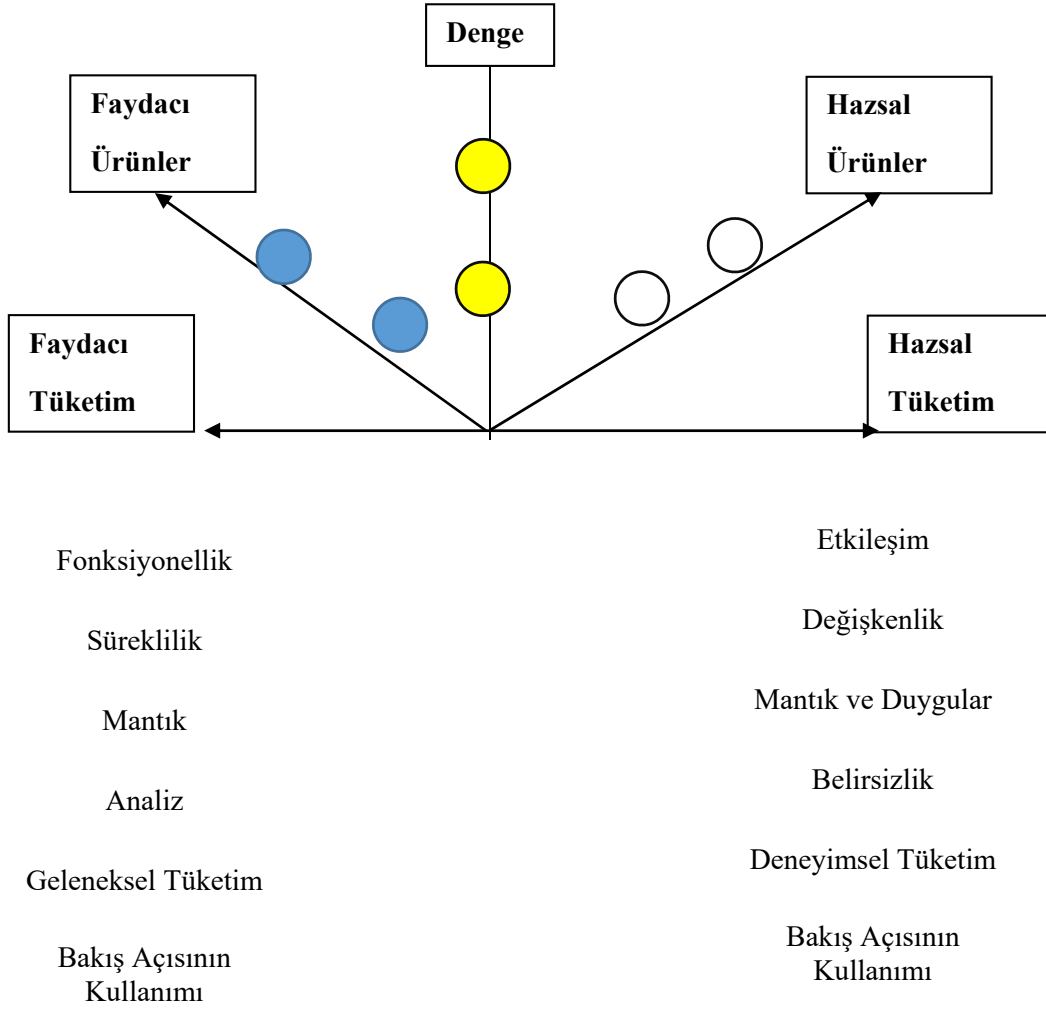 Denge
Faydacı
Ürünler
Hazsal
Ürünler
Faydacı
Tüketim
Hazsal
Tüketim
Fonksiyonellik
Süreklilik
Mantık
Analiz
Geleneksel Tüketim
Bakış Açısının
Kullanımı
Etkileşim
Değişkenlik
Mantık ve Duygular
Belirsizlik
Deneyimsel Tüketim
Bakış Açısının
Kullanımı